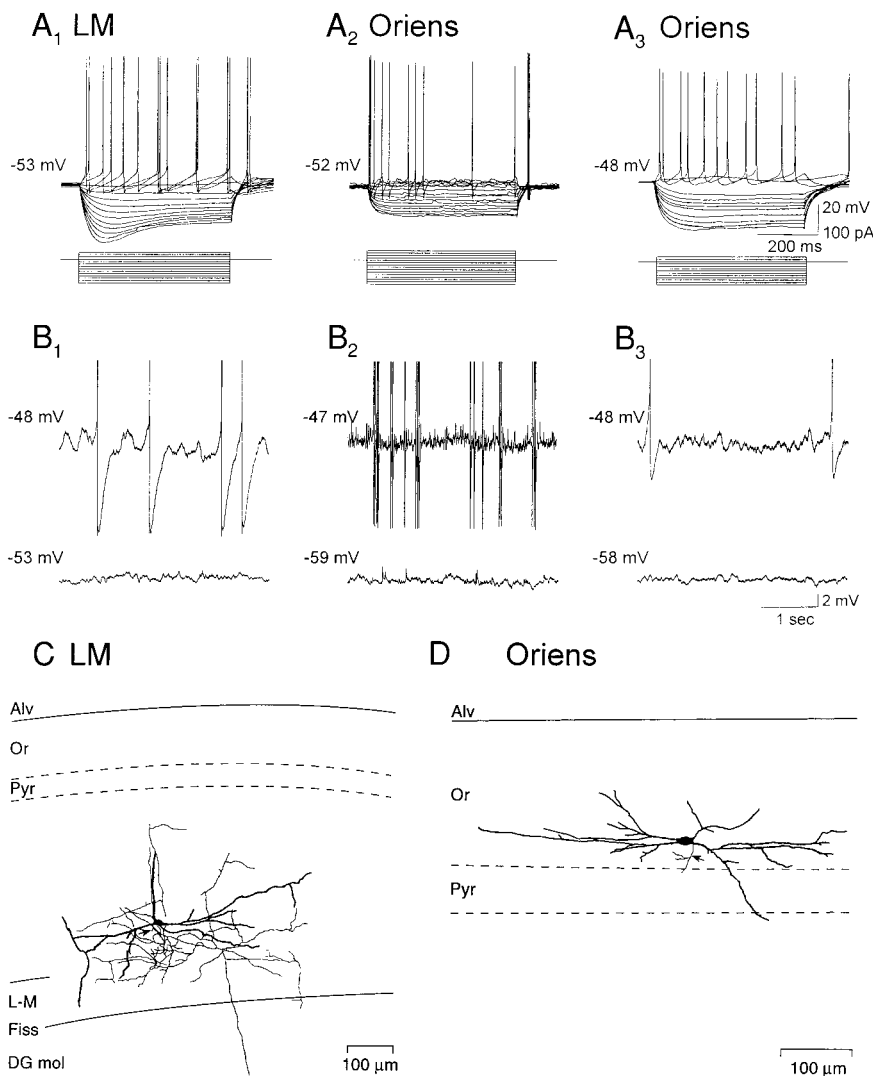 A1 LM
A2 Oriens
A3 Oriens
-53 mV
-52 mV
-48 mV
20 mV
100 pA
200 ms
B1
B2
B3
-48 mV
-47 mV
-48 mV
-53 mV
-59 mV
-58 mV
2 mV
1 sec
C LM
D Oriens
Alv
Or
Pyr
L-M
Fiss
DG mol
100 µm
Alv
Or
Pyr
100 µm